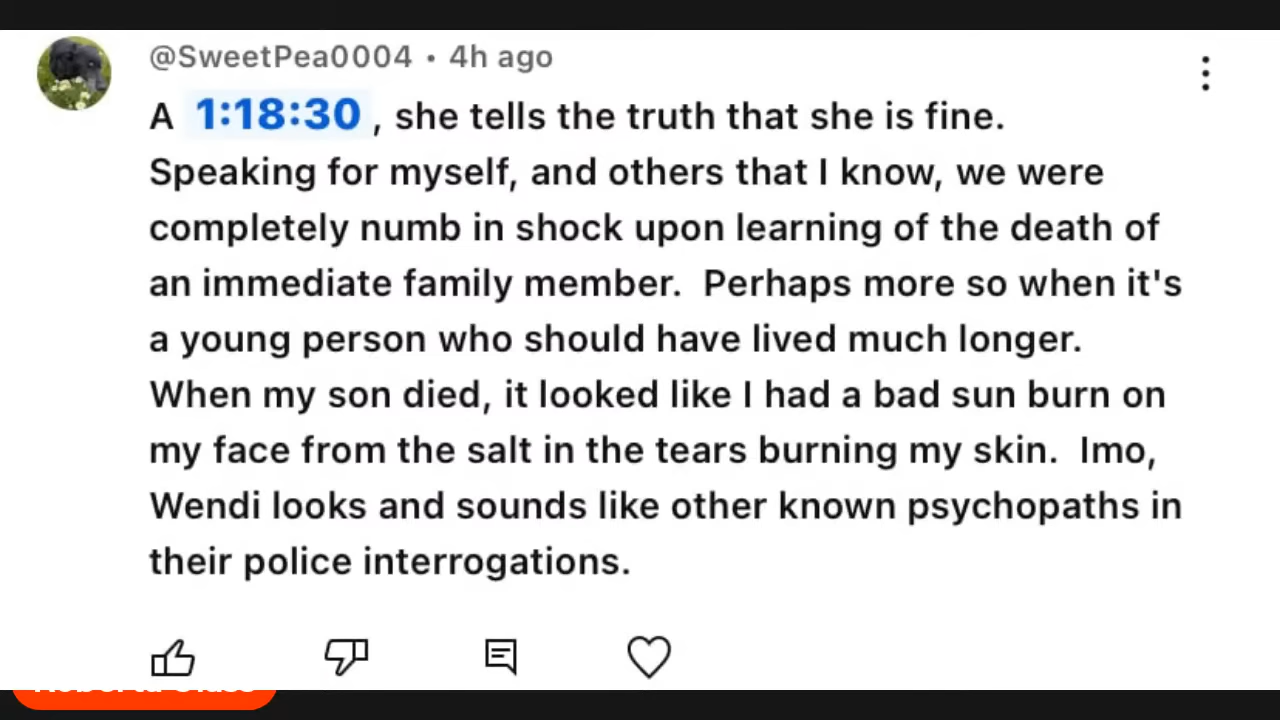 @SweetPea0004 • 4h ago
A 1:18:30 , she tells the truth that she is fine.
Speaking for myself, and others that I know, we were
completely numb in shock upon learning of the death of
an immediate family member.  Perhaps more so when it's
a young person who should have lived much longer.
When my son died, it looked like I had a bad sun burn on
my face from the salt in the tears burning my skin.  Imo,
Wendi looks and sounds like other known psychopaths in
their police interrogations.